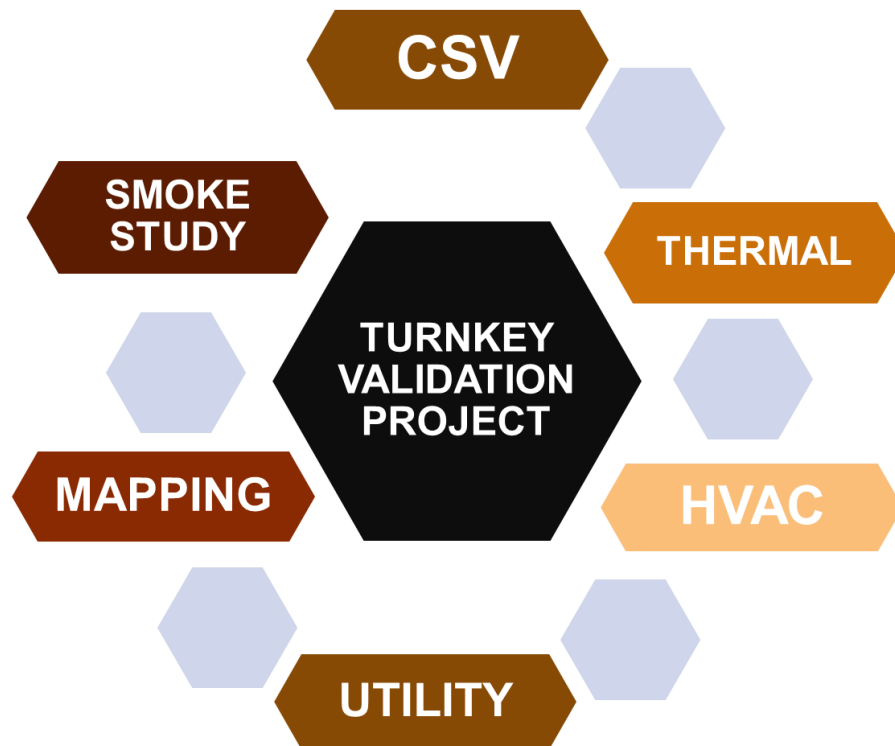 CSV
SMOKE
STUDY
THERMAL
TURNKEY
VALIDATION
PROJECT
MAPPING
HVAC
UTILITY